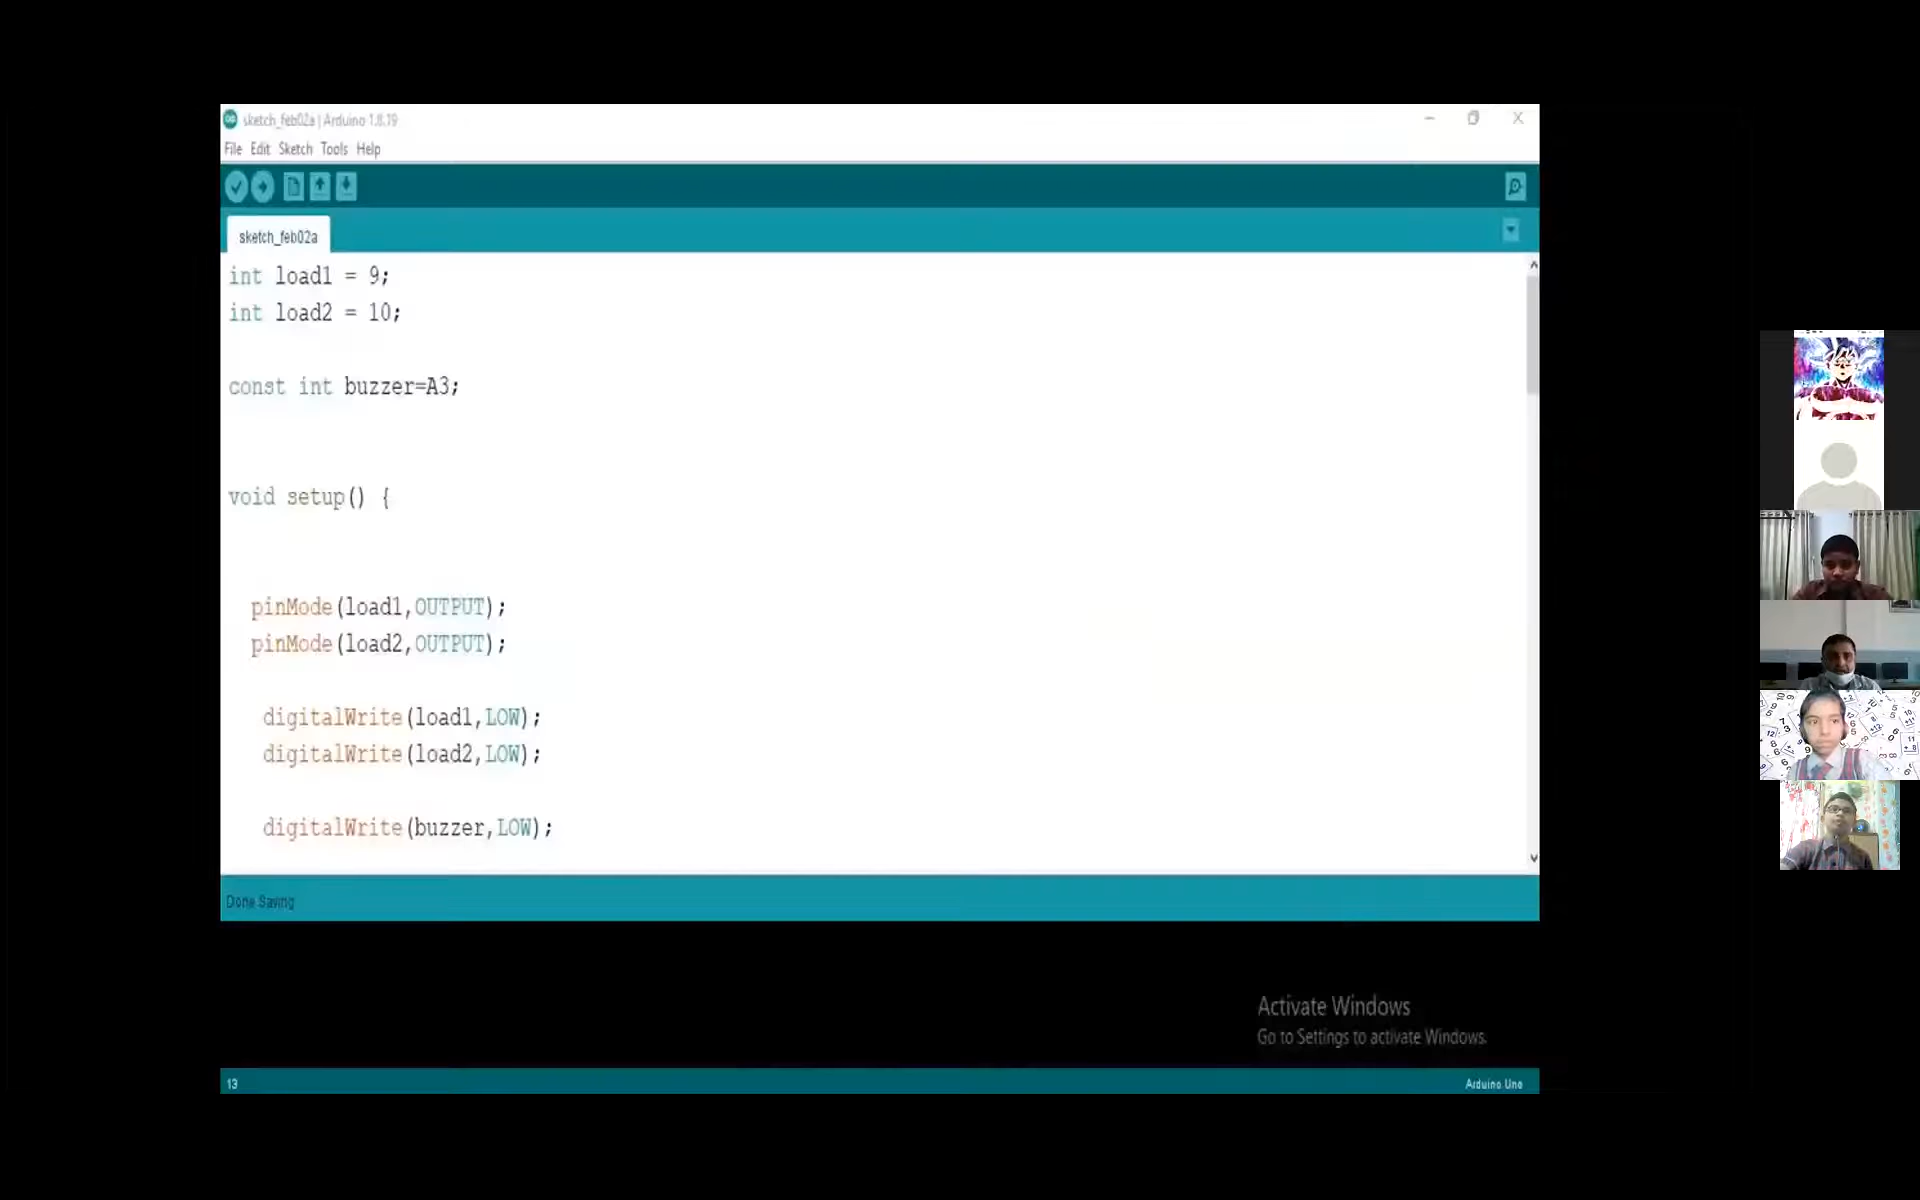 sketch_feb02a | Arduino 1.8.19
File Edit Sketch Tools Help
sketch_feb02a
int load1 = 9;
int load2 = 10;
const int buzzer=A3;
void setup() {
pinMode(load1,OUTPUT);
pinMode(load2,OUTPUT);
digitalWrite(load1,LOW);
digitalWrite(load2,LOW);
digitalWrite(buzzer,LOW);
Done Saving
Activate Windows
Go to Settings to activate Windows.
13
Arduino Uno